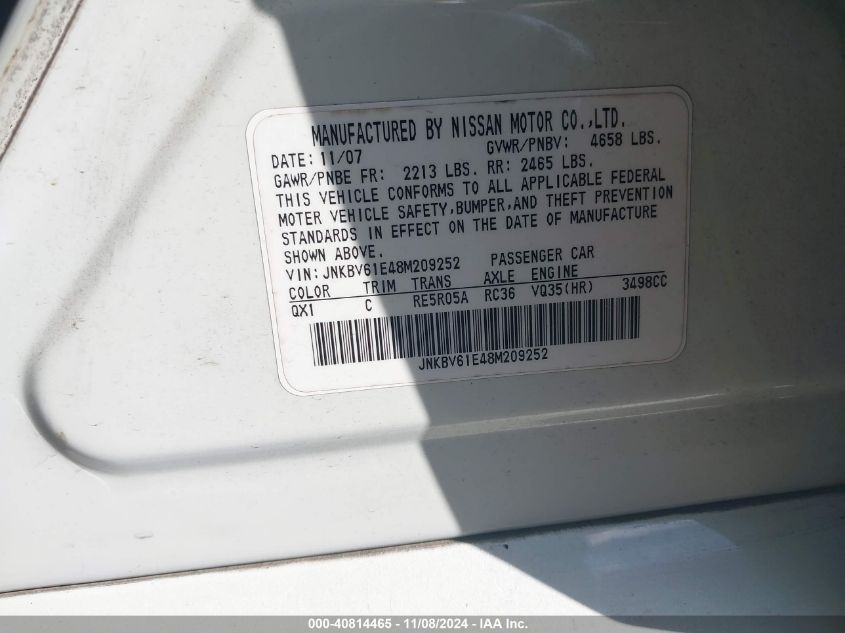 MANUFACTURED BY NISSAN MOTOR CO.,LTD.
DATE: 11/07 GVWR/PNBV: 4658 LBS.
GAWR/PNBE FR: 2213 LBS. RR: 2465 LBS.
THIS VEHICLE CONFORMS TO ALL APPLICABLE FEDERAL
MOTER VEHICLE SAFETY,BUMPER,AND THEFT PREVENTION
STANDARDS IN EFFECT ON THE DATE OF MANUFACTURE
SHOWN ABOVE.
VIN: JNKBV61E48M209252 PASSENGER CAR
COLOR TRIM TRANS AXLE ENGINE
QX1 C RE5R05A RC36 VQ35(HR) 3498CC
JNKBV61E48M209252
000-40814465 - 11/08/2024 - IAA Inc.